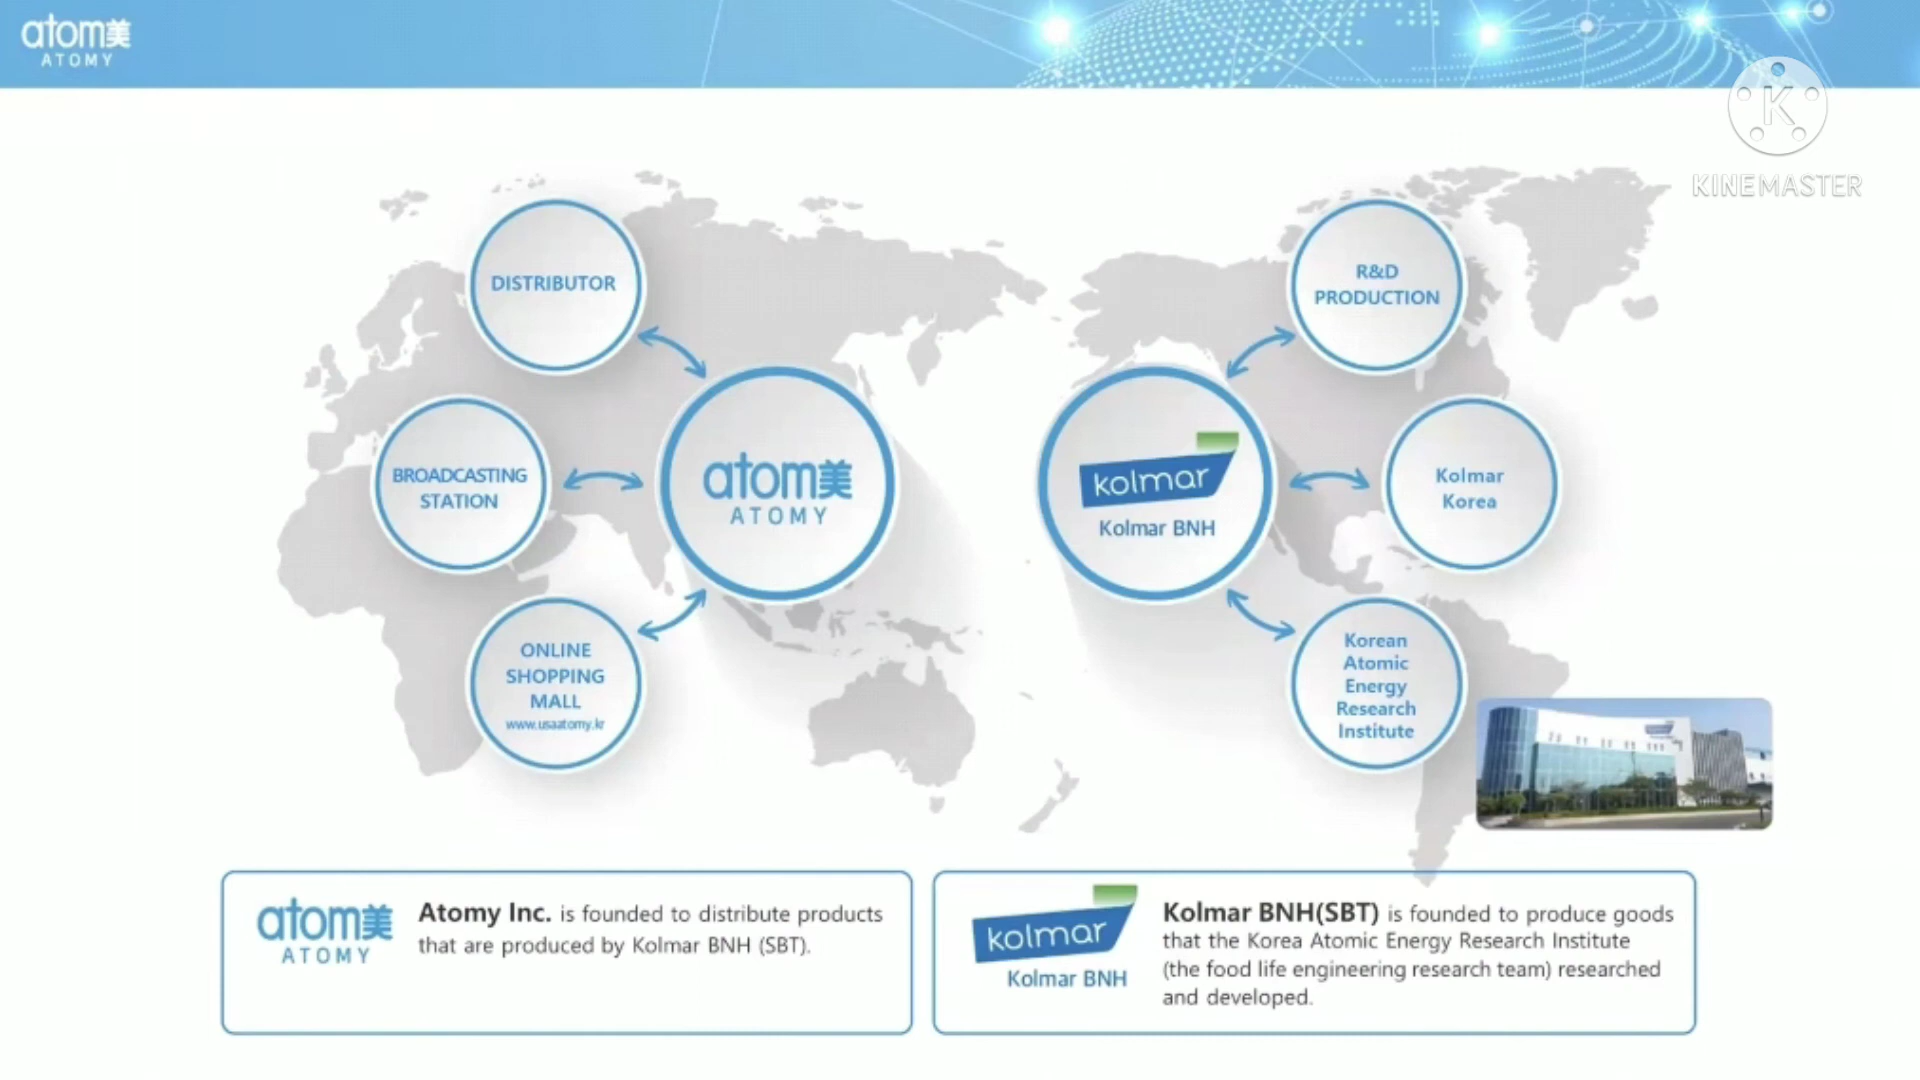 atom美
ATOMY
K
KINEMASTER
DISTRIBUTOR
R&D
PRODUCTION
BROADCASTING
STATION
atom美
ATOMY
kolmar
Kolmar BNH
Kolmar
Korea
ONLINE
SHOPPING
MALL
www.usaatomy.kr
Korean
Atomic
Energy
Research
Institute
atom美
ATOMY
Atomy Inc. is founded to distribute products
that are produced by Kolmar BNH (SBT).
kolmar
Kolmar BNH
Kolmar BNH(SBT) is founded to produce goods
that the Korea Atomic Energy Research Institute
(the food life engineering research team) researched
and developed.